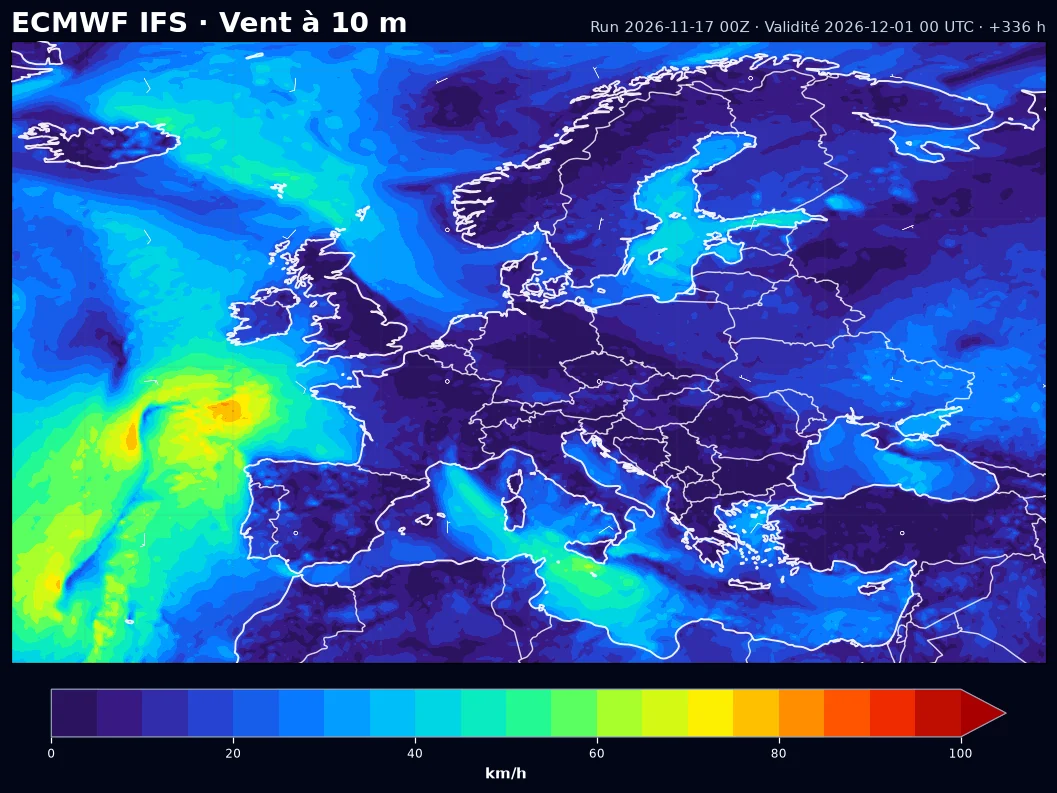 ECMWF IFS · Vent à 10 m
Run 2026-11-17 00Z · Validité 2026-12-01 00 UTC · +336 h
0 20 40 60 80 100
km/h